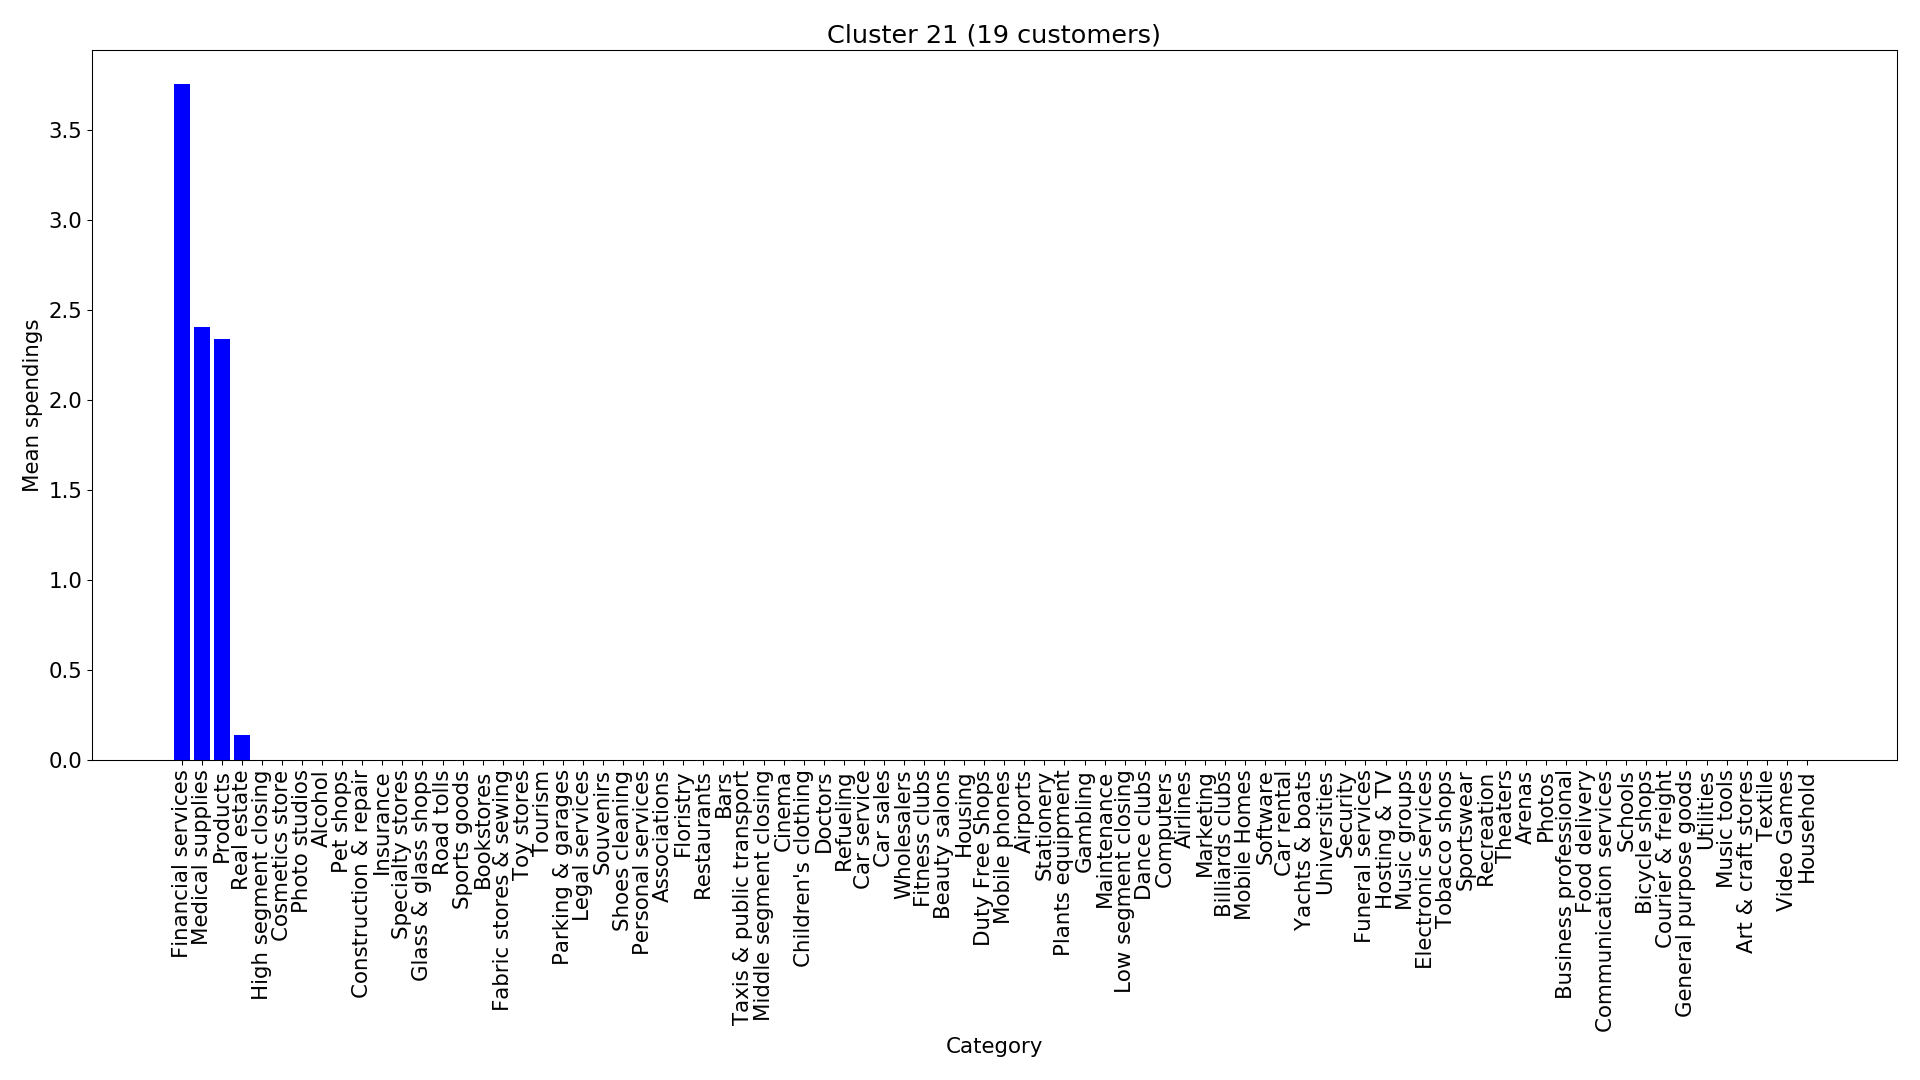 Cluster 21 (19 customers)
Mean spendings
3.5
3.0
2.5
2.0
1.5
1.0
0.5
0.0
Financial services
Medical supplies
Products
Real estate
High segment closing
Cosmetics store
Photo studios
Alcohol
Pet shops
Construction & repair
Insurance
Specialty stores
Glass & glass shops
Road tolls
Sports goods
Bookstores
Fabric stores & sewing
Toy stores
Tourism
Parking & garages
Legal services
Souvenirs
Shoes cleaning
Personal services
Associations
Floristry
Restaurants
Bars
Taxis & public transport
Middle segment closing
Cinema
Children's clothing
Doctors
Refueling
Car service
Car sales
Wholesalers
Fitness clubs
Beauty salons
Housing
Duty Free Shops
Mobile phones
Airports
Stationery
Plants equipment
Gambling
Maintenance
Low segment closing
Dance clubs
Computers
Airlines
Marketing
Billiards clubs
Mobile Homes
Software
Car rental
Yachts & boats
Universities
Security
Funeral services
Hosting & TV
Music groups
Electronic services
Tobacco shops
Sportswear
Recreation
Theaters
Arenas
Photos
Business professional
Food delivery
Communication services
Schools
Bicycle shops
Courier & freight
General purpose goods
Utilities
Music tools
Art & craft stores
Textile
Video Games
Household
Category